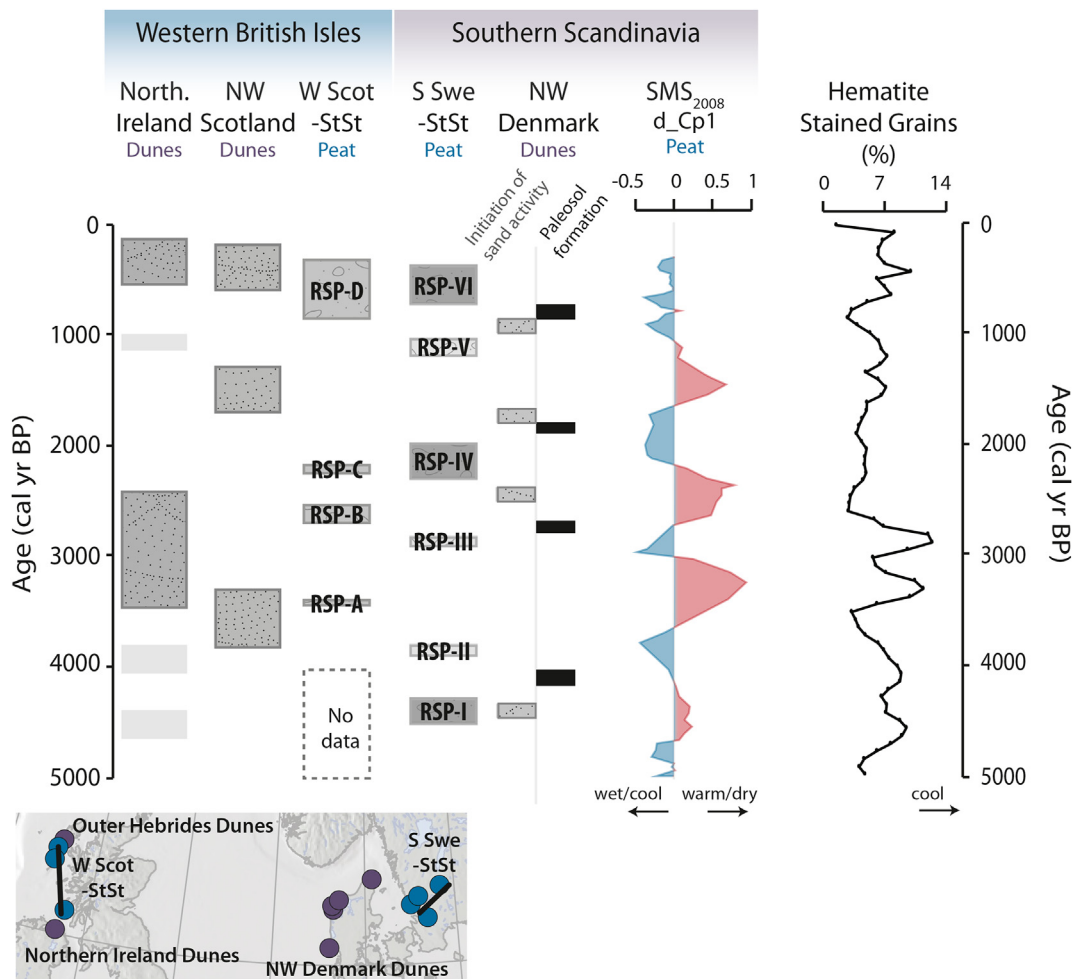 Western British Isles
Southern Scandinavia
North.
Ireland
Dunes
NW
Scotland
Dunes
W Scot
-StSt
Peat
S Swe
-StSt
Peat
NW
Denmark
Dunes
SMS2008
d_Cp1
Peat
Hematite
Stained Grains
(%)
-0.5 0 0.5 1
0 7 14
Initiation of
sand activity
Paleosol
formation
Age (cal yr BP)
0
1000
2000
3000
4000
5000
RSP-D
RSP-C
RSP-B
RSP-A
No
data
RSP-VI
RSP-V
RSP-IV
RSP-III
RSP-II
RSP-I
wet/cool
warm/dry
cool
0
1000
2000
3000
4000
5000
Age (cal yr BP)
Outer Hebrides Dunes
W Scot
-StSt
Northern Ireland Dunes
S Swe
-StSt
NW Denmark Dunes